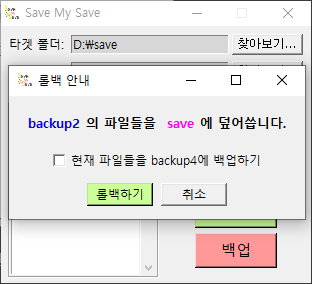 Save My Save
타겟 폴더: D:\save 찾아보기...
롤백 안내
backup2 의 파일들을 save 에 덮어씁니다.
현재 파일들을 backup4에 백업하기
롤백하기 취소
백업